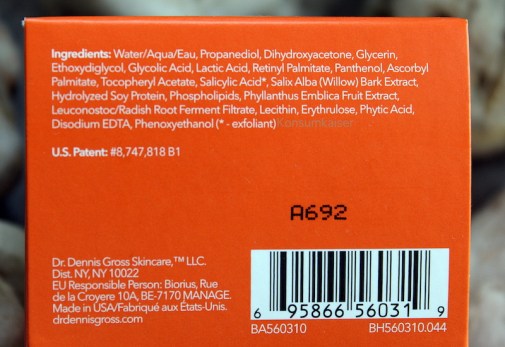 Ingredients: Water/Aqua/Eau, Propanediol, Dihydroxyacetone, Glycerin,
Ethoxydiglycol, Glycolic Acid, Lactic Acid, Retinyl Palmitate, Panthenol, Ascorbyl
Palmitate, Tocopheryl Acetate, Salicylic Acid*, Salix Alba (Willow) Bark Extract,
Hydrolyzed Soy Protein, Phospholipids, Phyllanthus Emblica Fruit Extract,
Leuconostoc/Radish Root Ferment Filtrate, Lecithin, Erythrulose, Phytic Acid,
Disodium EDTA, Phenoxyethanol (* - exfoliant) Konsumkaiser
U.S. Patent: #8,747,818 B1
A692
Dr. Dennis Gross Skincare,™ LLC.
Dist. NY, NY 10022
EU Responsible Person: Biorius, Rue
de la Croyere 10A, BE-7170 MANAGE.
Made in USA/Fabriqué aux États-Unis.
drdennisgross.com
6 95866 56031 9
BA560310 BH560310.044